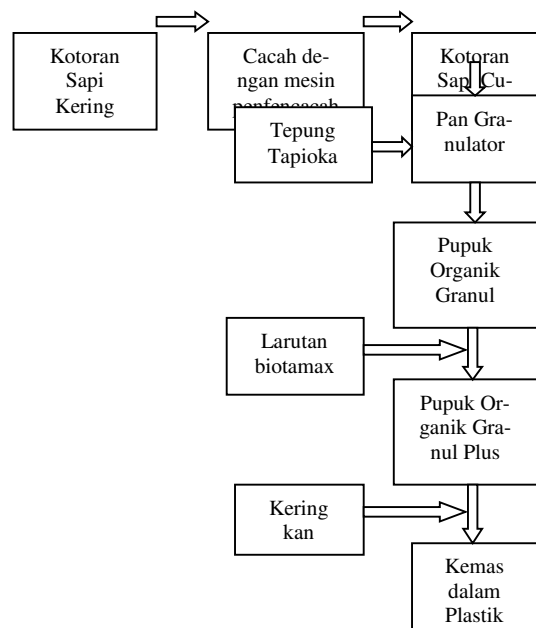 Kotoran
Sapi
Kering
Cacah de-
ngan mesin
Kotoran
Sapi Cu-
Tepung
Tapioka
Pan Gra-
nulator
Pupuk
Organik
Granul
Larutan
biotamax
Pupuk Or-
ganik Gra-
nul Plus
Kering
kan
Kemas
dalam
Plastik